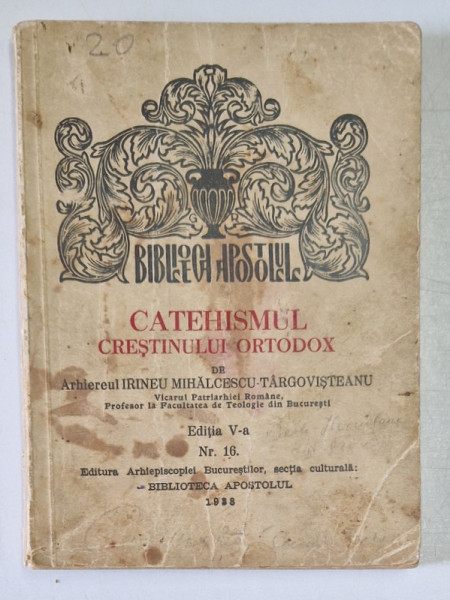 20
BIBLIOTECA APOSTOLUL
CATEHISMUL
CREȘTINULUI ORTODOX
DE
Arhiereul IRINEU MIHĂLCESCU-TÂRGOVIȘTEANU
Vicarul Patriarhiei Române,
Profesor la Facultatea de Teologie din București
Ediția V-a
Nr. 16.
Editura Arhiepiscopiei Bucureștilor, secția culturală:
BIBLIOTECA APOSTOLUL
1938